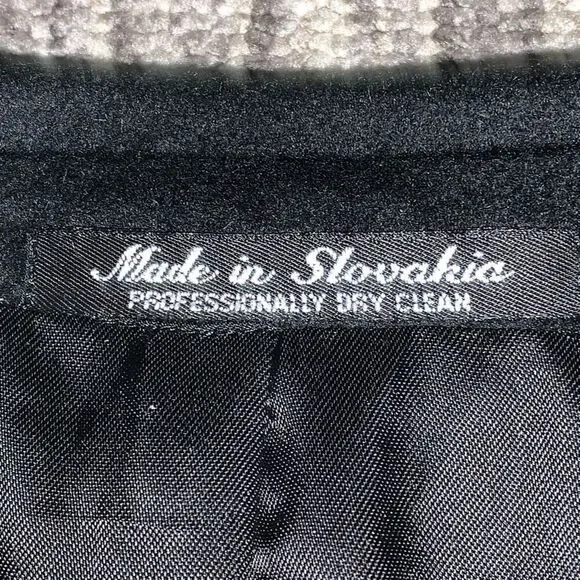 Made in Slovakia
PROFESSIONALLY DRY CLEAN